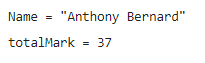 Name = "Anthony Bernard"
totalMark = 37